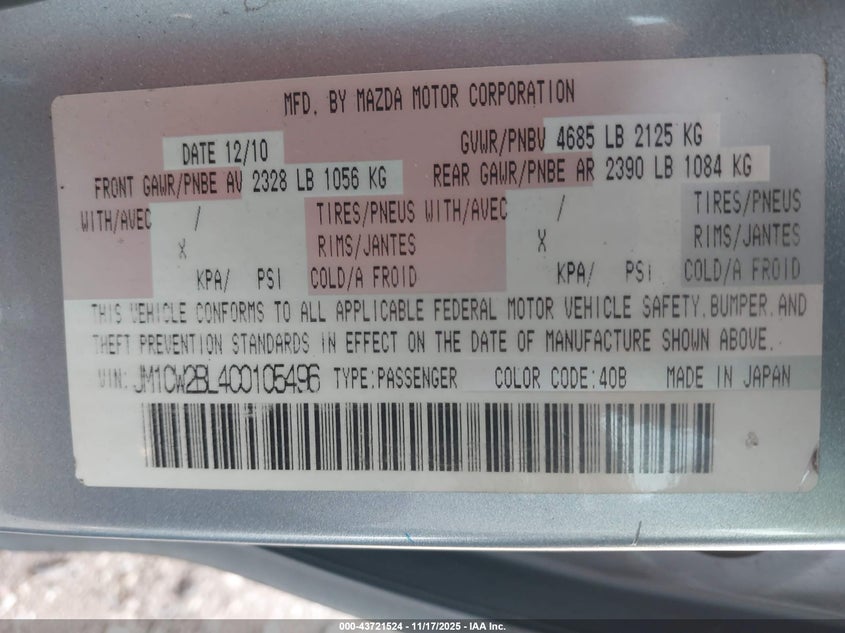 MFD. BY MAZDA MOTOR CORPORATION
DATE 12/10 GVWR/PNBV 4685 LB 2125 KG
FRONT GAWR/PNBE AV 2328 LB 1056 KG REAR GAWR/PNBE AR 2390 LB 1084 KG
WITH/AVEC / TIRES/PNEUS WITH/AVEC / TIRES/PNEUS
X RIMS/JANTES X RIMS/JANTES
KPA/ PSI COLD/A FROID KPA/ PSI COLD/A FROID
THIS VEHICLE CONFORMS TO ALL APPLICABLE FEDERAL MOTOR VEHICLE SAFETY, BUMPER, AND
THEFT PREVENTION STANDARDS IN EFFECT ON THE DATE OF MANUFACTURE SHOWN ABOVE.
VIN: JM1CW2BL4C0105496 TYPE:PASSENGER COLOR CODE:40B MADE IN JAPAN
000-43721524 - 11/17/2025 - IAA Inc.